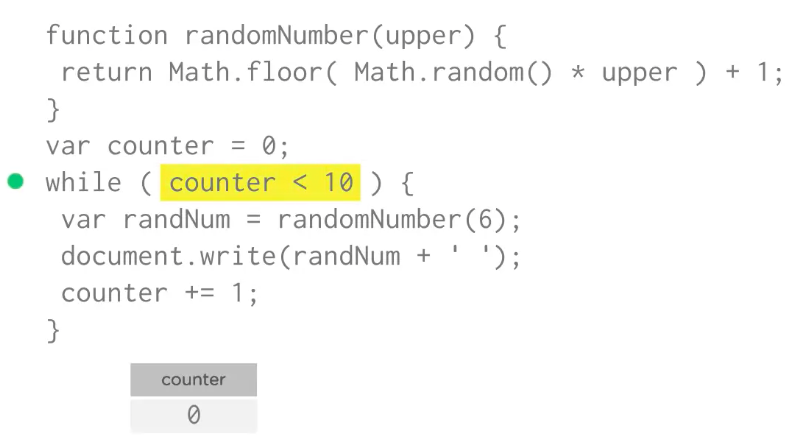 function randomNumber(upper) {
 return Math.floor( Math.random() * upper ) + 1;
}
var counter = 0;
while ( counter < 10 ) {
 var randNum = randomNumber(6);
 document.write(randNum + ' ');
 counter += 1;
}
counter
0